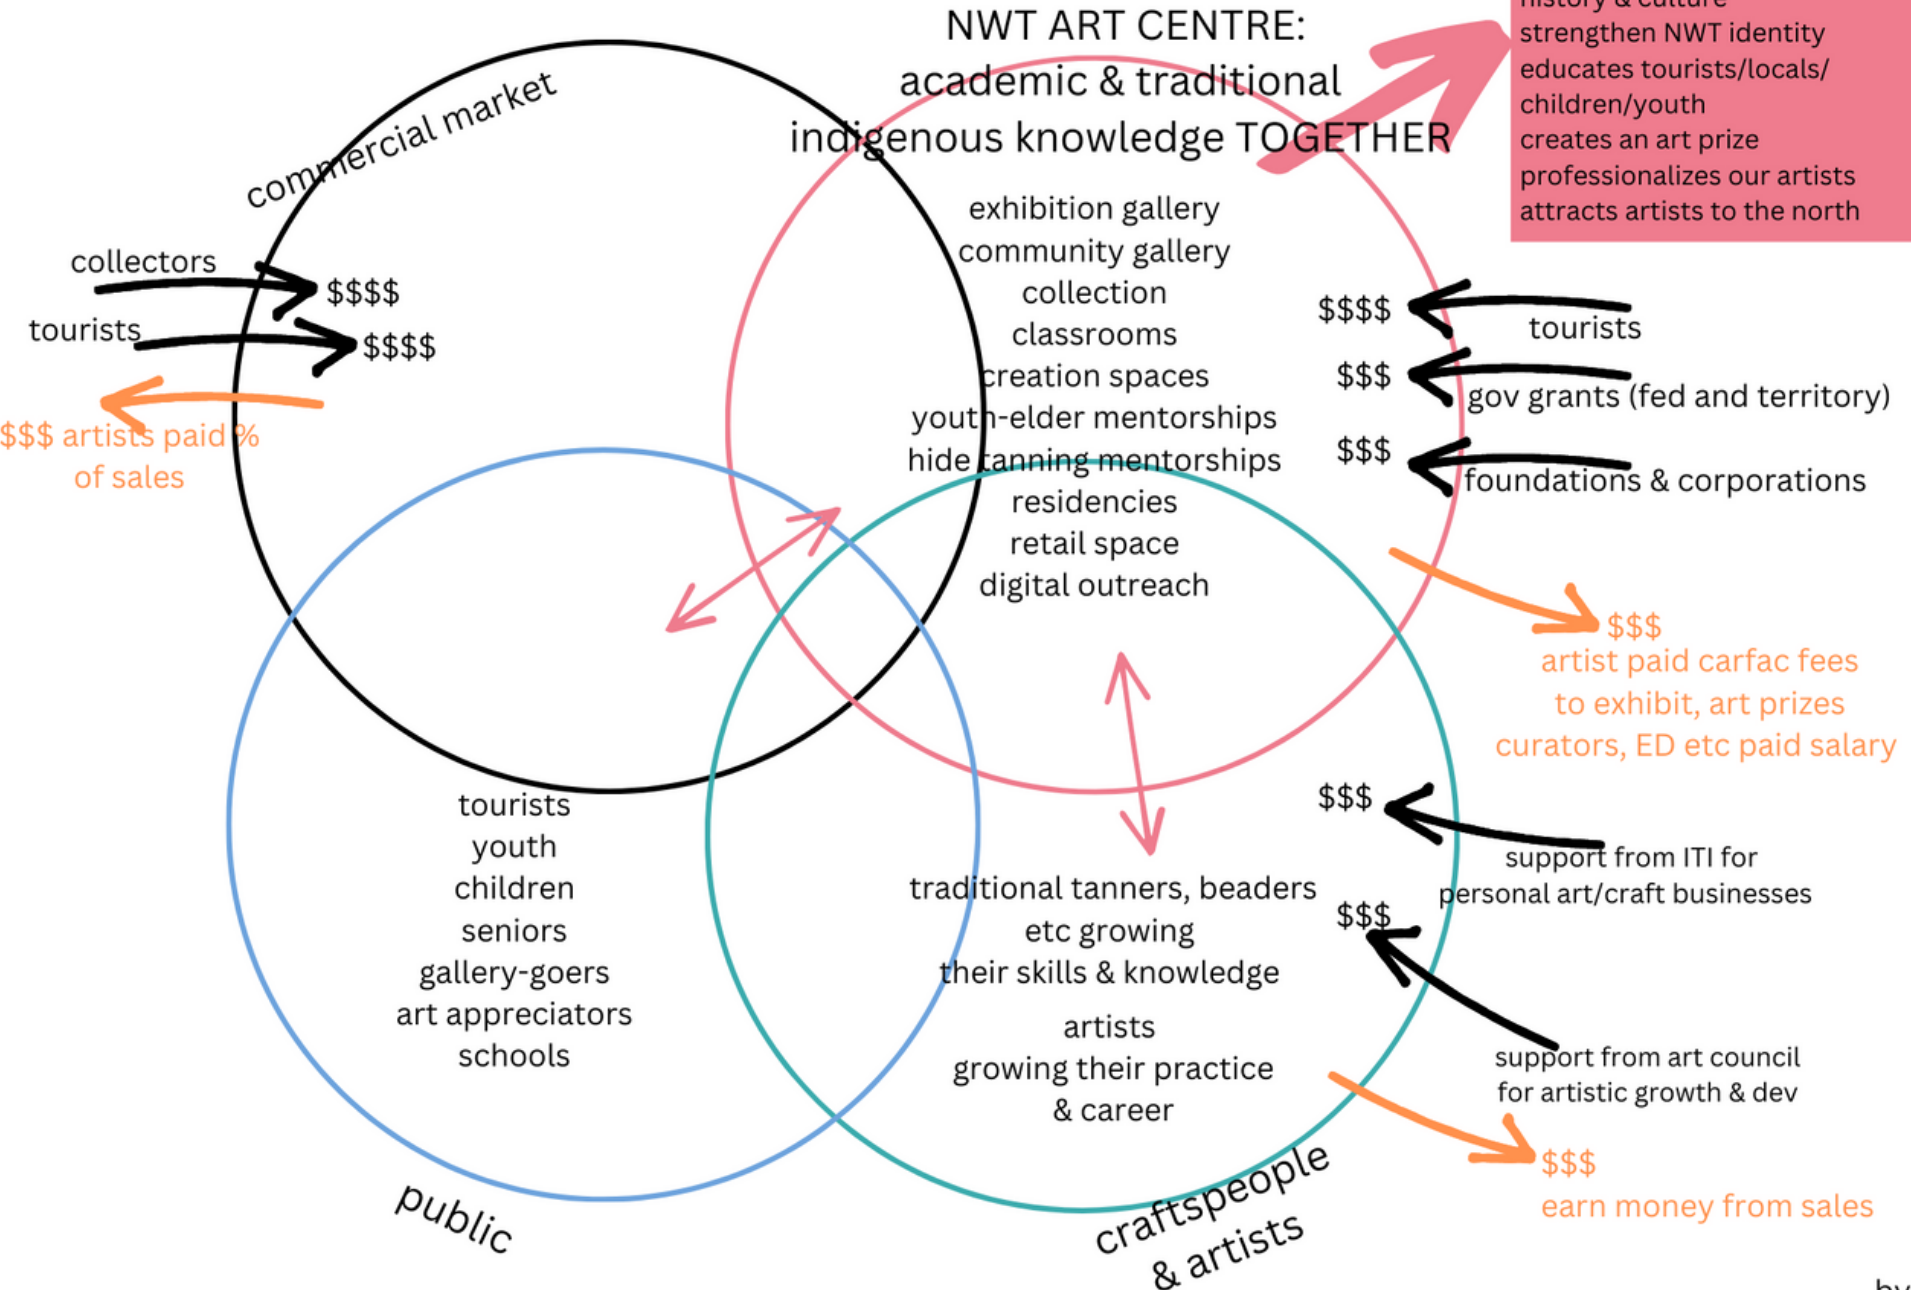 NWT ART CENTRE:
academic & traditional
indigenous knowledge TOGETHER
history & culture
strengthen NWT identity
educates tourists/locals/
children/youth
creates an art prize
professionalizes our artists
attracts artists to the north
commercial market
collectors
$$$$
tourists
$$$$
$$$ artists paid %
of sales
exhibition gallery
community gallery
collection
classrooms
creation spaces
youth-elder mentorships
hide tanning mentorships
residencies
retail space
digital outreach
$$$$
tourists
$$$
gov grants (fed and territory)
$$$
foundations & corporations
$$$
artist paid carfac fees
to exhibit, art prizes
curators, ED etc paid salary
tourists
youth
children
seniors
gallery-goers
art appreciators
schools
public
traditional tanners, beaders
etc growing
their skills & knowledge
artists
growing their practice
& career
craftspeople
& artists
$$$
support from ITI for
personal art/craft businesses
$$$
support from art council
for artistic growth & dev
$$$
earn money from sales